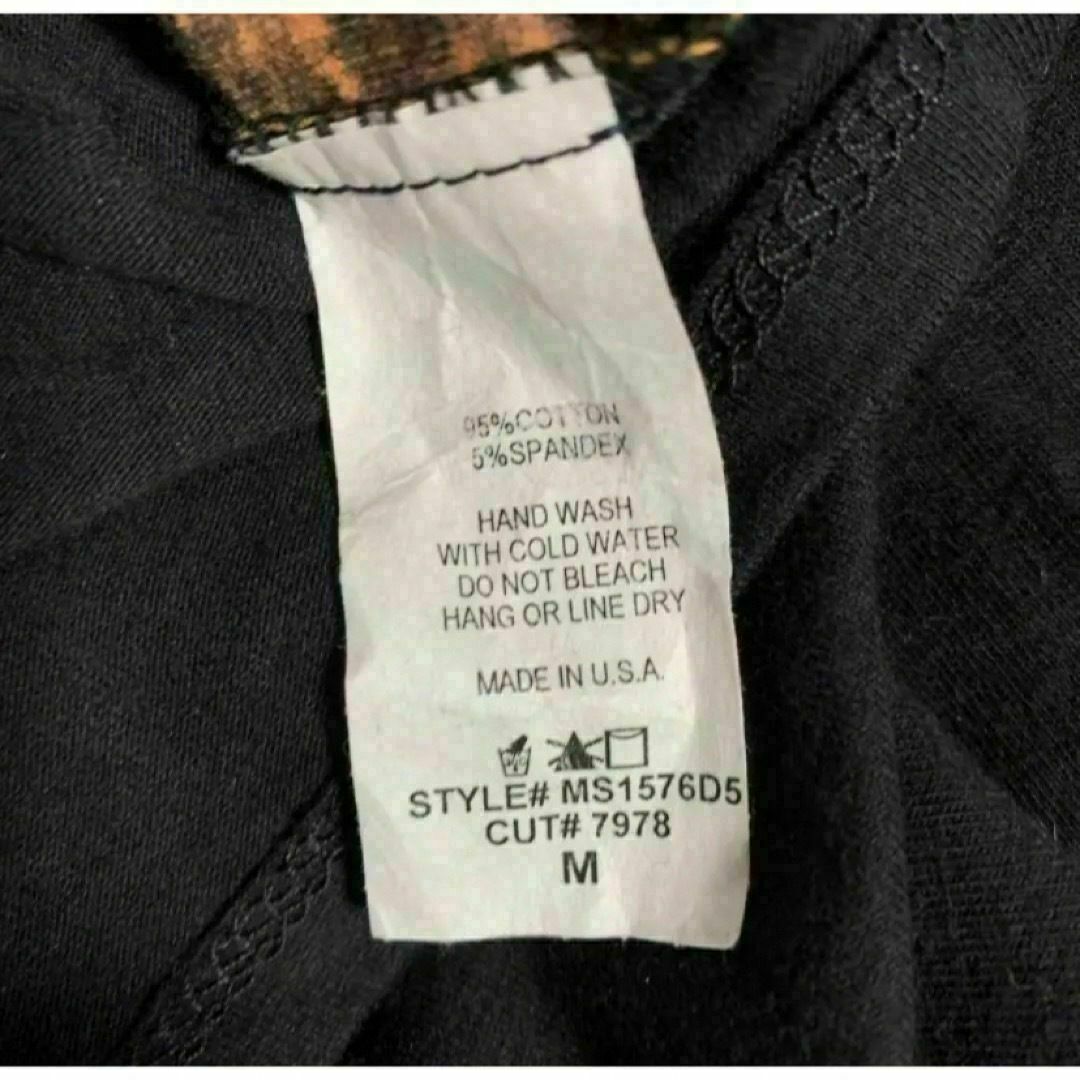 95%COTTON
5%SPANDEX
HAND WASH
WITH COLD WATER
DO NOT BLEACH
HANG OR LINE DRY
MADE IN U.S.A.
STYLE# MS1576D5
CUT# 7978
M